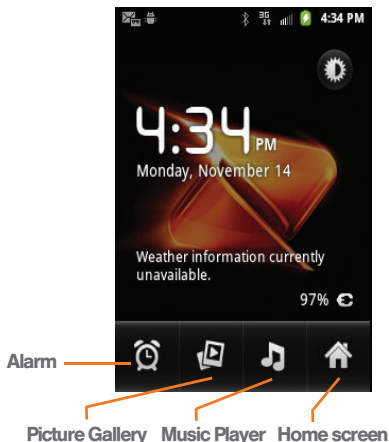 3G
4:34 PM
4:34 PM
Monday, November 14
Weather information currently
unavailable.
97%
Alarm
Picture Gallery Music Player Home screen